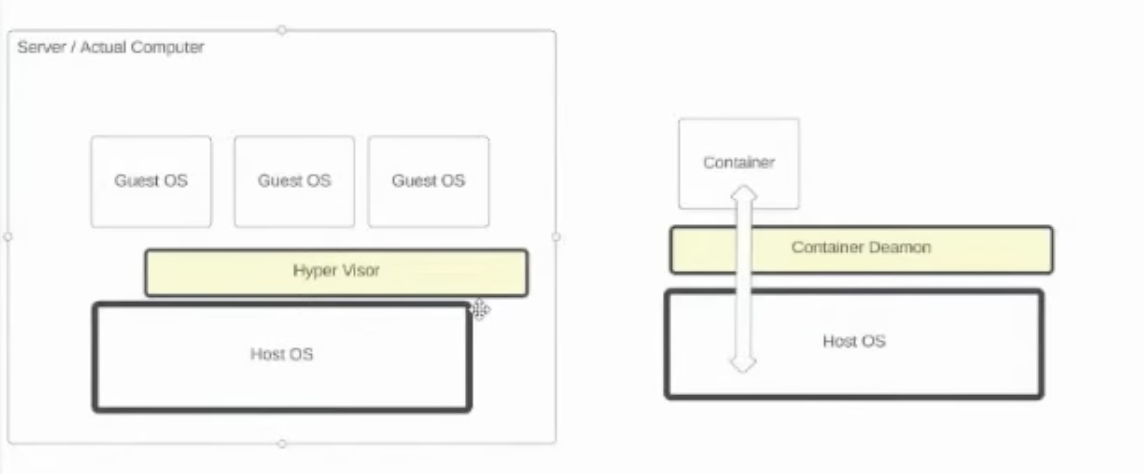 Server / Actual Computer
Guest OS
Guest OS
Guest OS
Hyper Visor
Host OS
Container
Container Deamon
Host OS